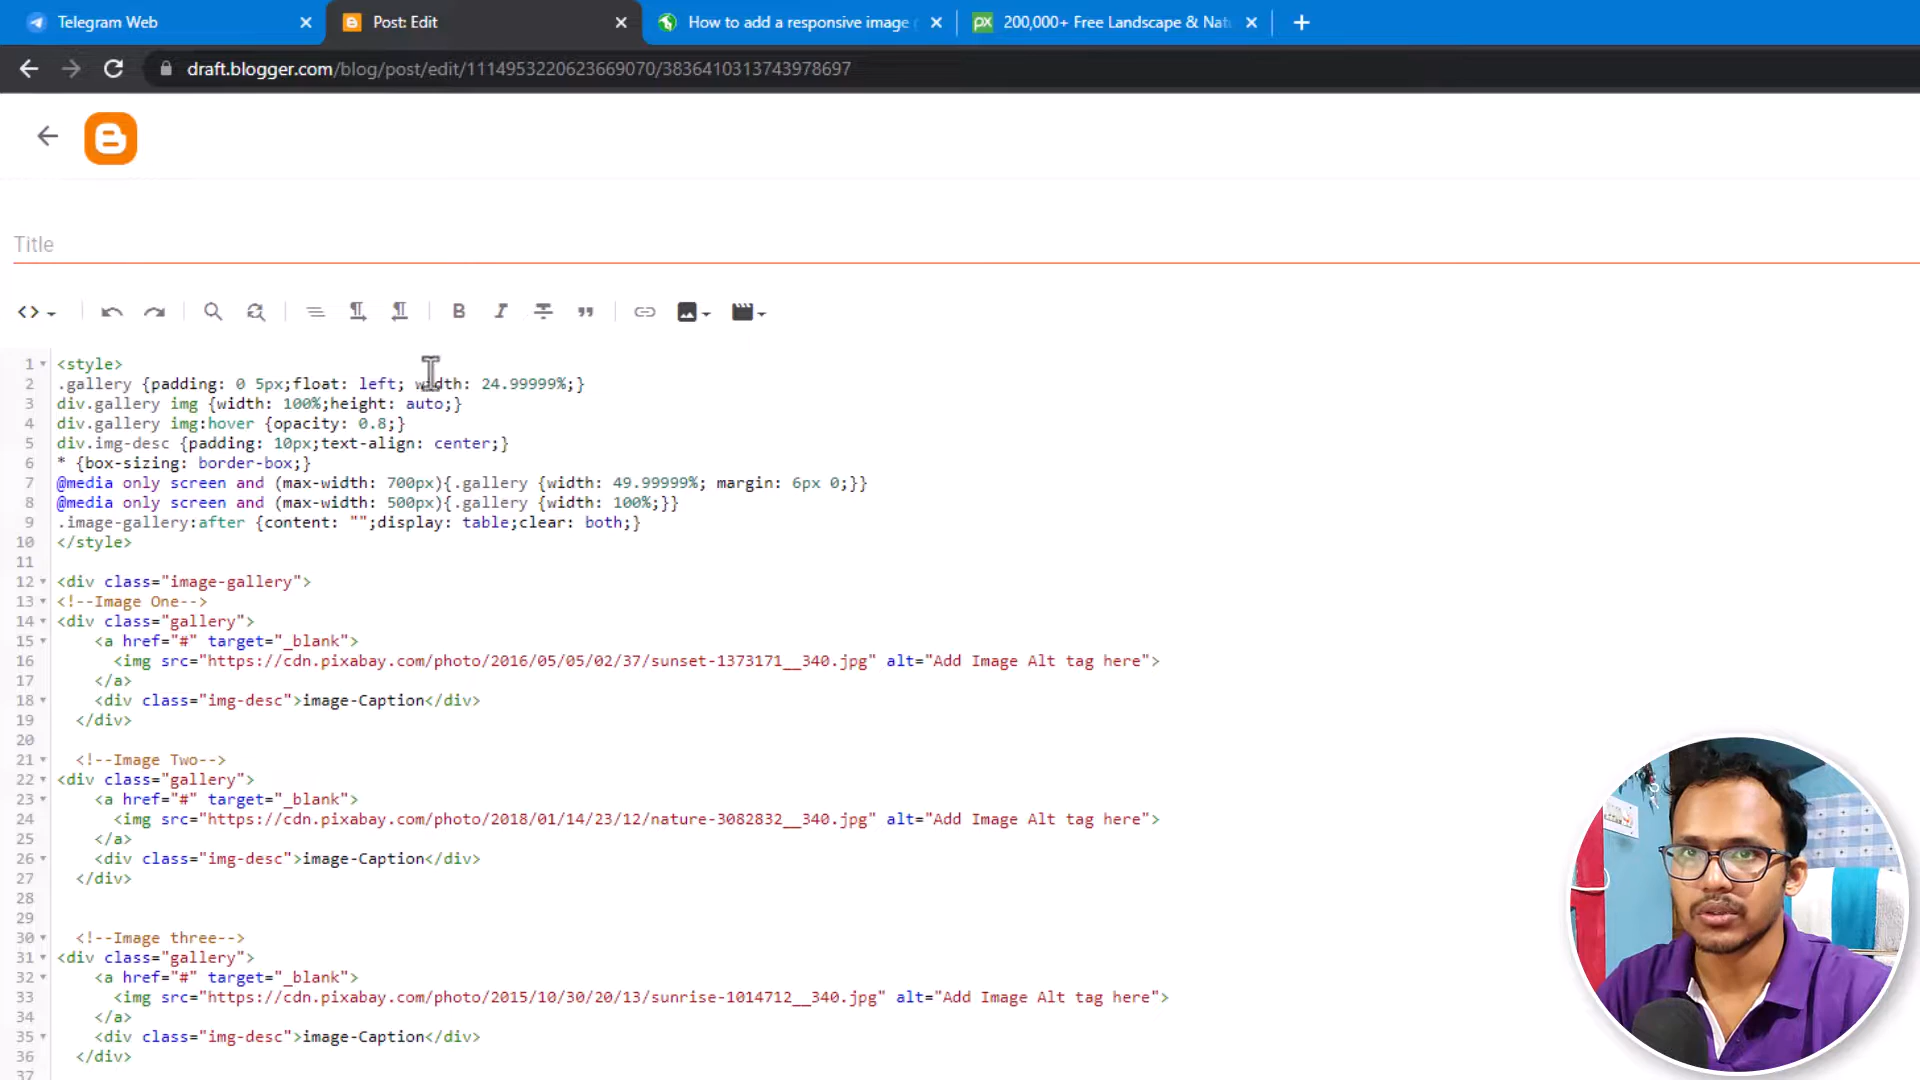 Telegram Web
Post: Edit
How to add a responsive image
200,000+ Free Landscape & Nat
draft.blogger.com/blog/post/edit/1114953220623669070/3836410313743978697
Title
1 <style>
2 .gallery {padding: 0 5px;float: left; width: 24.99999%;}
3 div.gallery img {width: 100%;height: auto;}
4 div.gallery img:hover {opacity: 0.8;}
5 div.img-desc {padding: 10px;text-align: center;}
6 * {box-sizing: border-box;}
7 @media only screen and (max-width: 700px){.gallery {width: 49.99999%; margin: 6px 0;}}
8 @media only screen and (max-width: 500px){.gallery {width: 100%;}}
9 .image-gallery:after {content: "";display: table;clear: both;}
10 </style>
11
12 <div class="image-gallery">
13 <!--Image One-->
14 <div class="gallery">
15 <a href="#" target="_blank">
16 <img src="https://cdn.pixabay.com/photo/2016/05/05/02/37/sunset-1373171__340.jpg" alt="Add Image Alt tag here">
17 </a>
18 <div class="img-desc">image-Caption</div>
19 </div>
20
21 <!--Image Two-->
22 <div class="gallery">
23 <a href="#" target="_blank">
24 <img src="https://cdn.pixabay.com/photo/2018/01/14/23/12/nature-3082832__340.jpg" alt="Add Image Alt tag here">
25 </a>
26 <div class="img-desc">image-Caption</div>
27 </div>
28
29
30 <!--Image three-->
31 <div class="gallery">
32 <a href="#" target="_blank">
33 <img src="https://cdn.pixabay.com/photo/2015/10/30/20/13/sunrise-1014712__340.jpg" alt="Add Image Alt tag here">
34 </a>
35 <div class="img-desc">image-Caption</div>
36 </div>
37